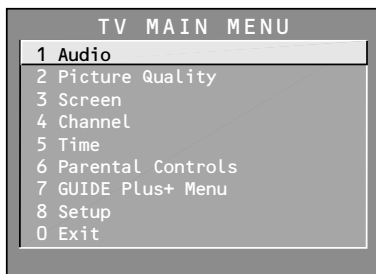 TV MAIN MENU
1 Audio
2 Picture Quality
3 Screen
4 Channel
5 Time
6 Parental Controls
7 GUIDE Plus+ Menu
8 Setup
0 Exit